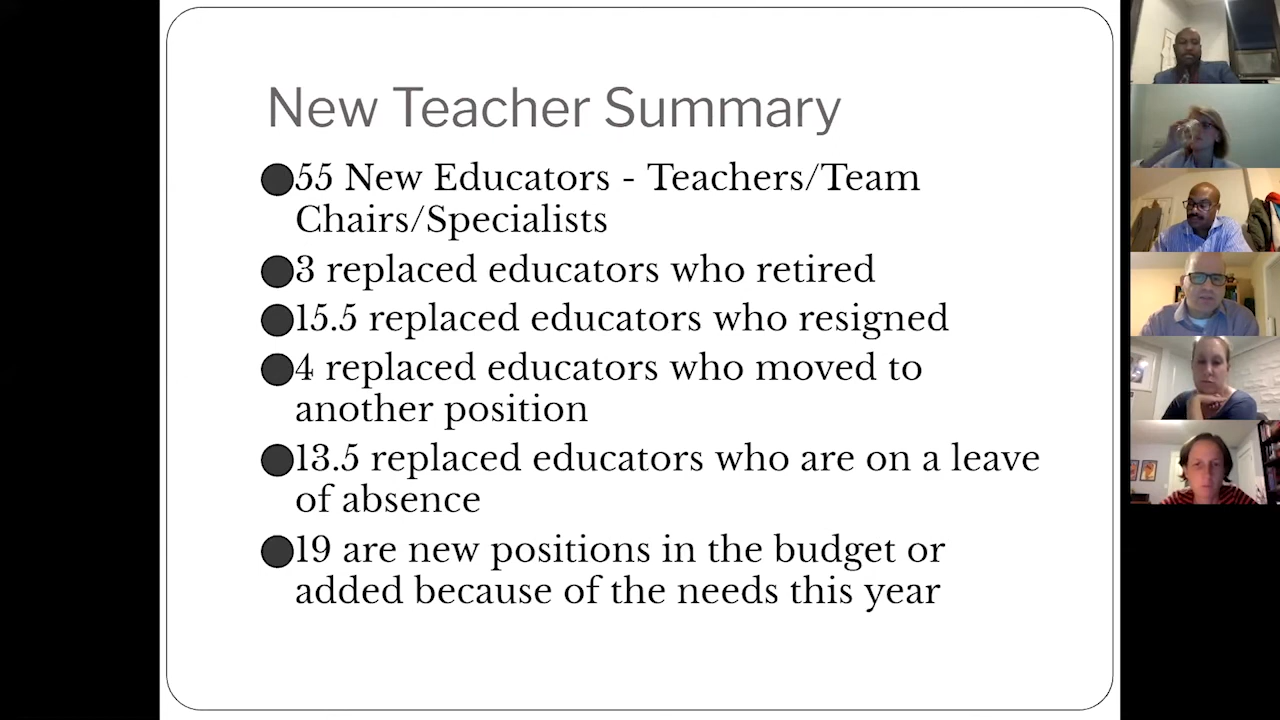 New Teacher Summary
55 New Educators - Teachers/Team
Chairs/Specialists
3 replaced educators who retired
15.5 replaced educators who resigned
4 replaced educators who moved to
another position
13.5 replaced educators who are on a leave
of absence
19 are new positions in the budget or
added because of the needs this year